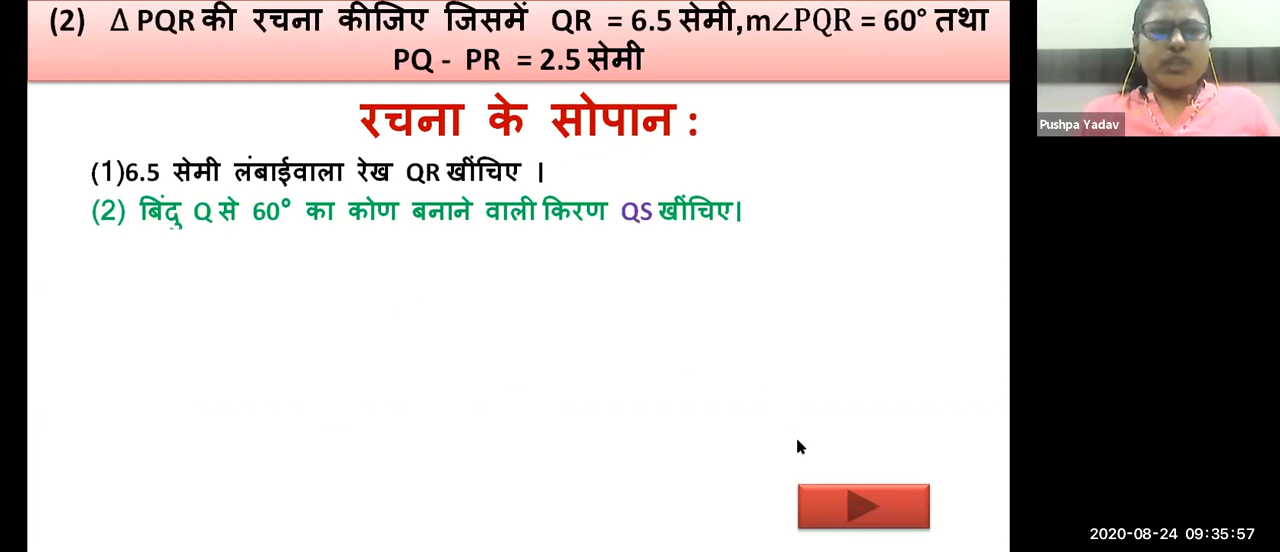 (2) Δ PQR की रचना कीजिए जिसमें QR = 6.5 सेमी,m∠PQR = 60° तथा
PQ - PR = 2.5 सेमी
रचना के सोपान :
(1)6.5 सेमी लंबाईवाला रेख QR खींचिए ।
(2) बिंदु Q से 60° का कोण बनाने वाली किरण QS खींचिए।
Pushpa Yadav
2020-08-24 09:35:57